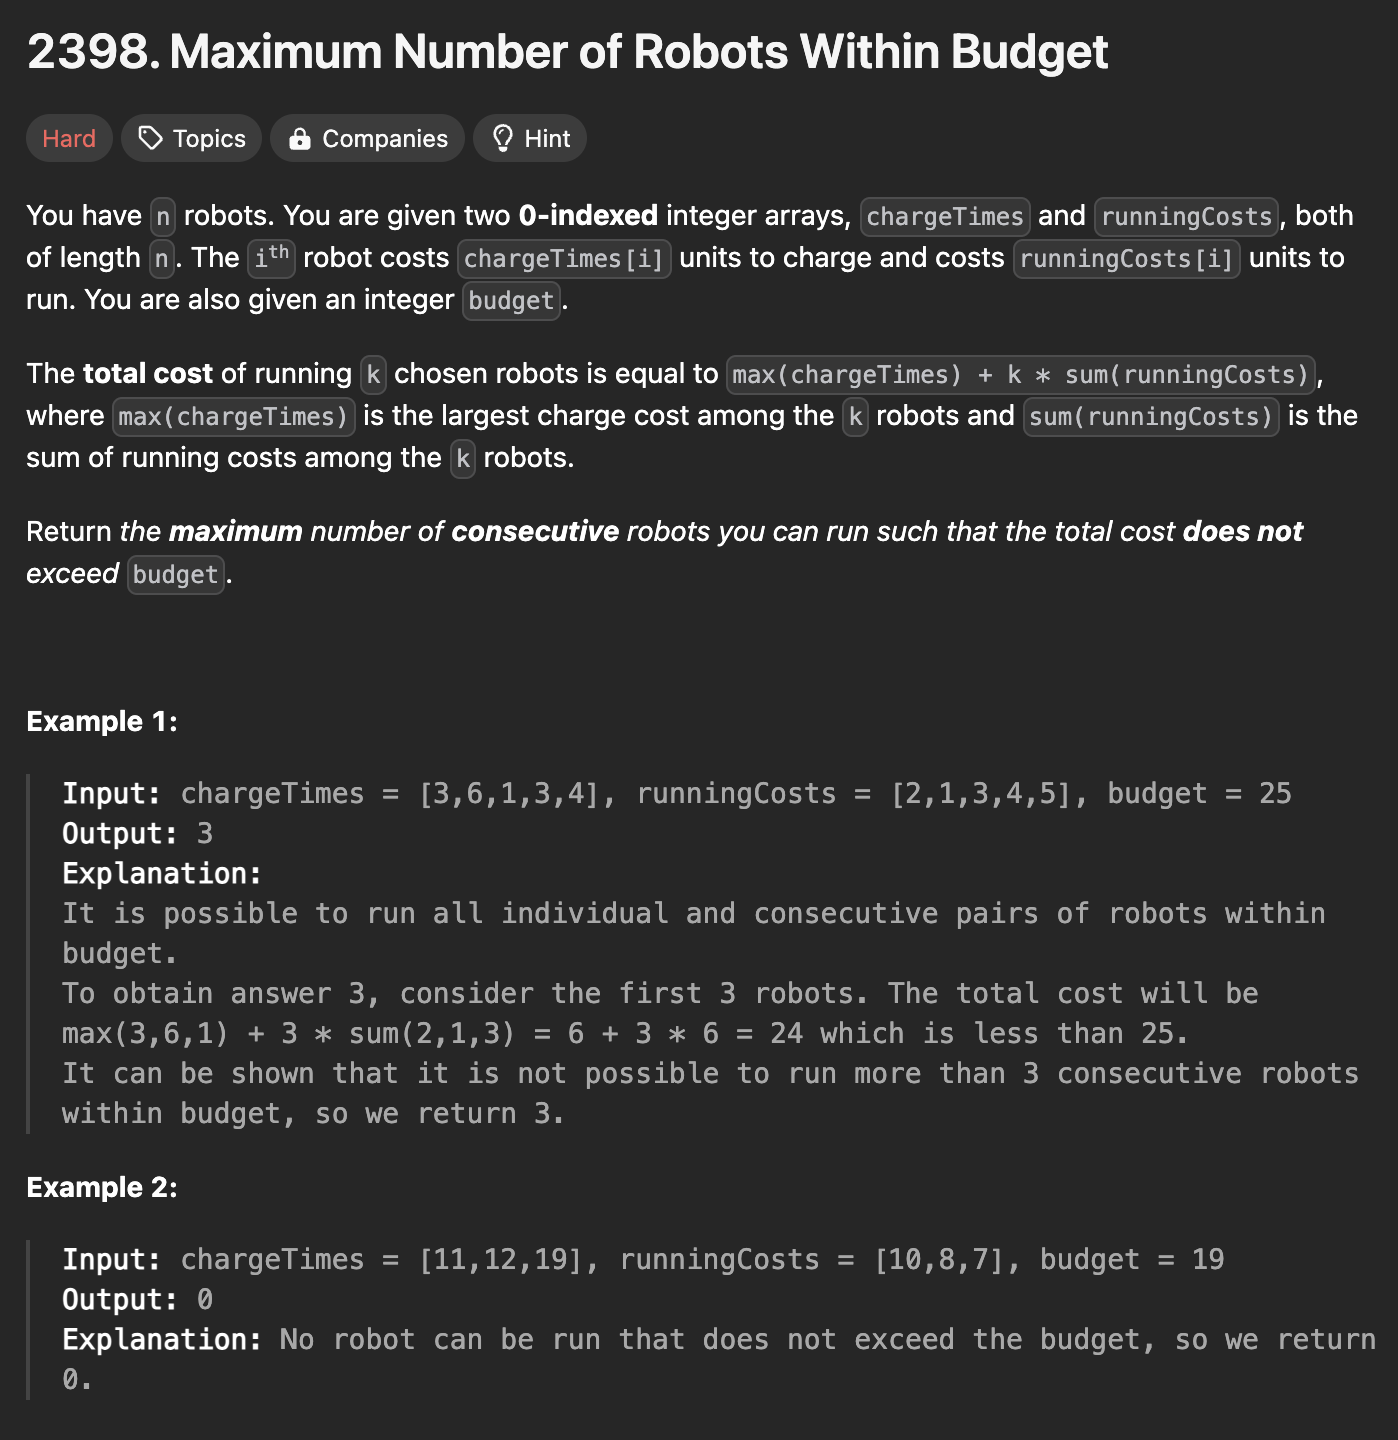 2398. Maximum Number of Robots Within Budget
Hard Topics Companies Hint
You have n robots. You are given two 0-indexed integer arrays, chargeTimes and runningCosts, both
of length n. The ith robot costs chargeTimes[i] units to charge and costs runningCosts[i] units to
run. You are also given an integer budget.
The total cost of running k chosen robots is equal to max(chargeTimes) + k * sum(runningCosts),
where max(chargeTimes) is the largest charge cost among the k robots and sum(runningCosts) is the
sum of running costs among the k robots.
Return the maximum number of consecutive robots you can run such that the total cost does not
exceed budget.
Example 1:
Input: chargeTimes = [3,6,1,3,4], runningCosts = [2,1,3,4,5], budget = 25
Output: 3
Explanation:
It is possible to run all individual and consecutive pairs of robots within
budget.
To obtain answer 3, consider the first 3 robots. The total cost will be
max(3,6,1) + 3 * sum(2,1,3) = 6 + 3 * 6 = 24 which is less than 25.
It can be shown that it is not possible to run more than 3 consecutive robots
within budget, so we return 3.
Example 2:
Input: chargeTimes = [11,12,19], runningCosts = [10,8,7], budget = 19
Output: 0
Explanation: No robot can be run that does not exceed the budget, so we return
0.